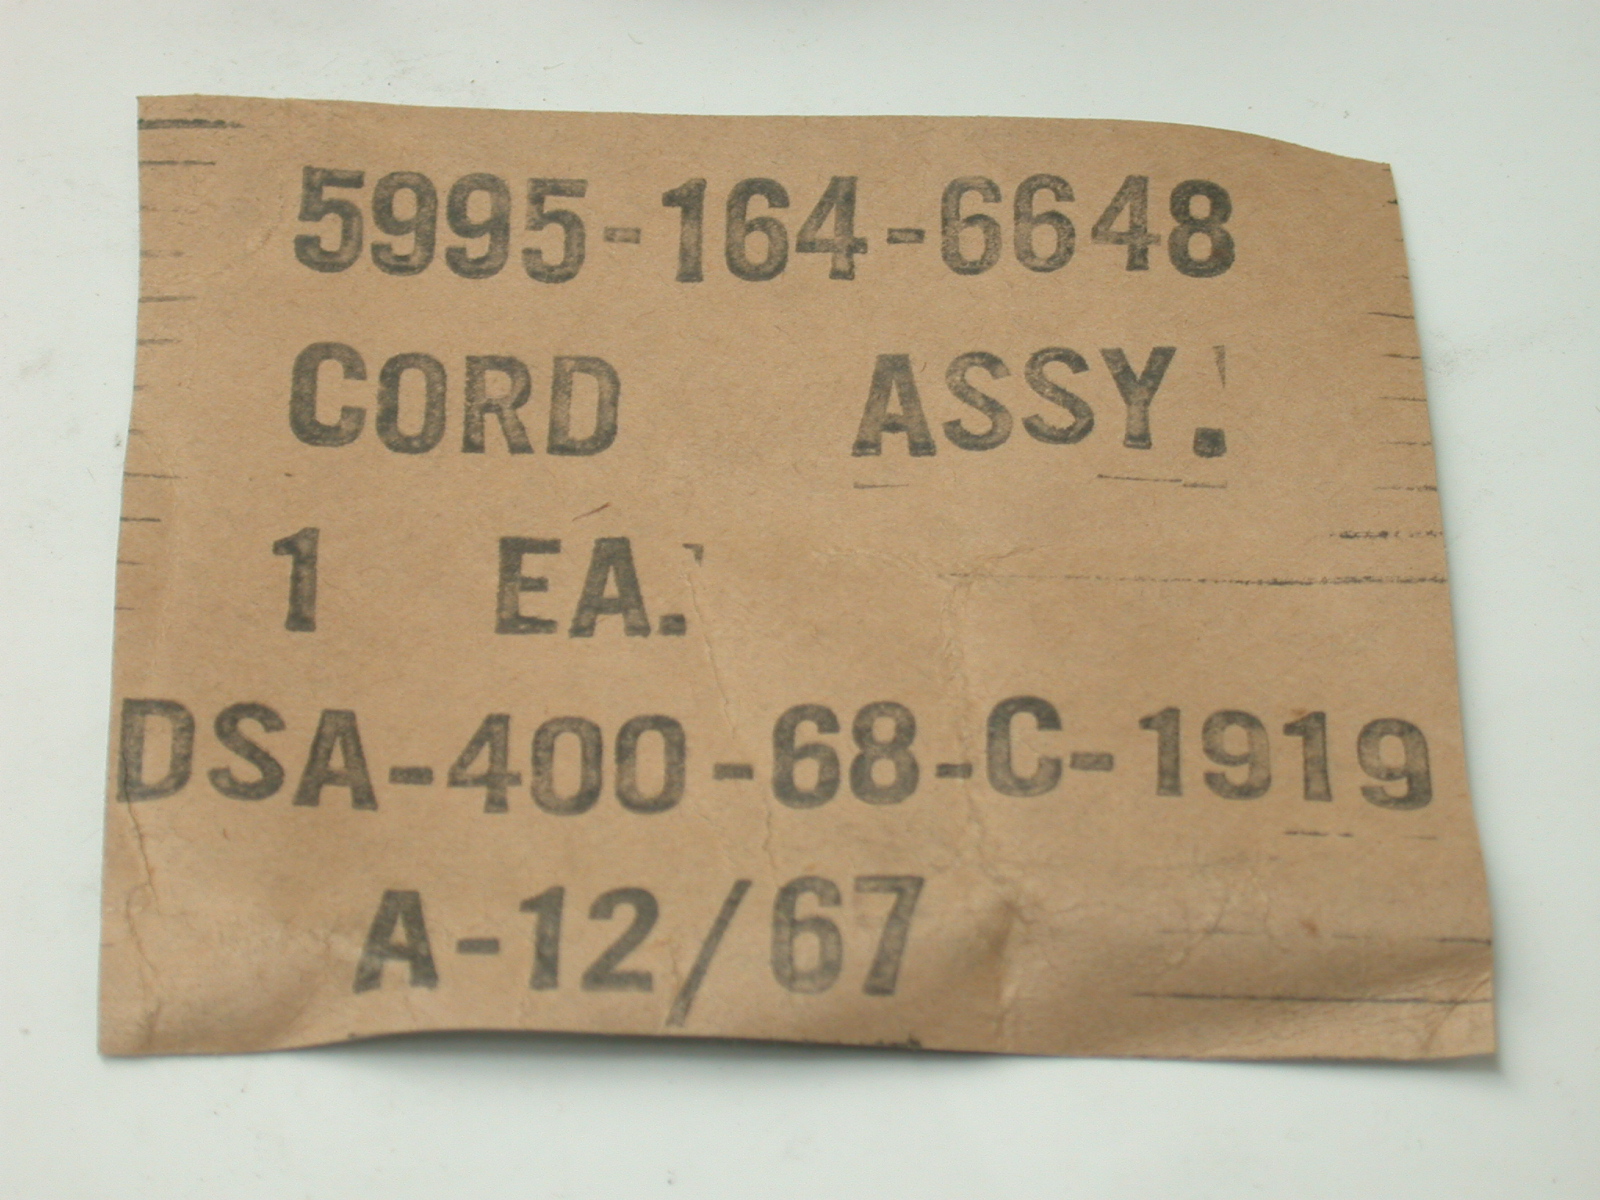 5995-164-6648
CORD ASSY.
1 EA.
DSA-400-68-C-1919
A-12/67